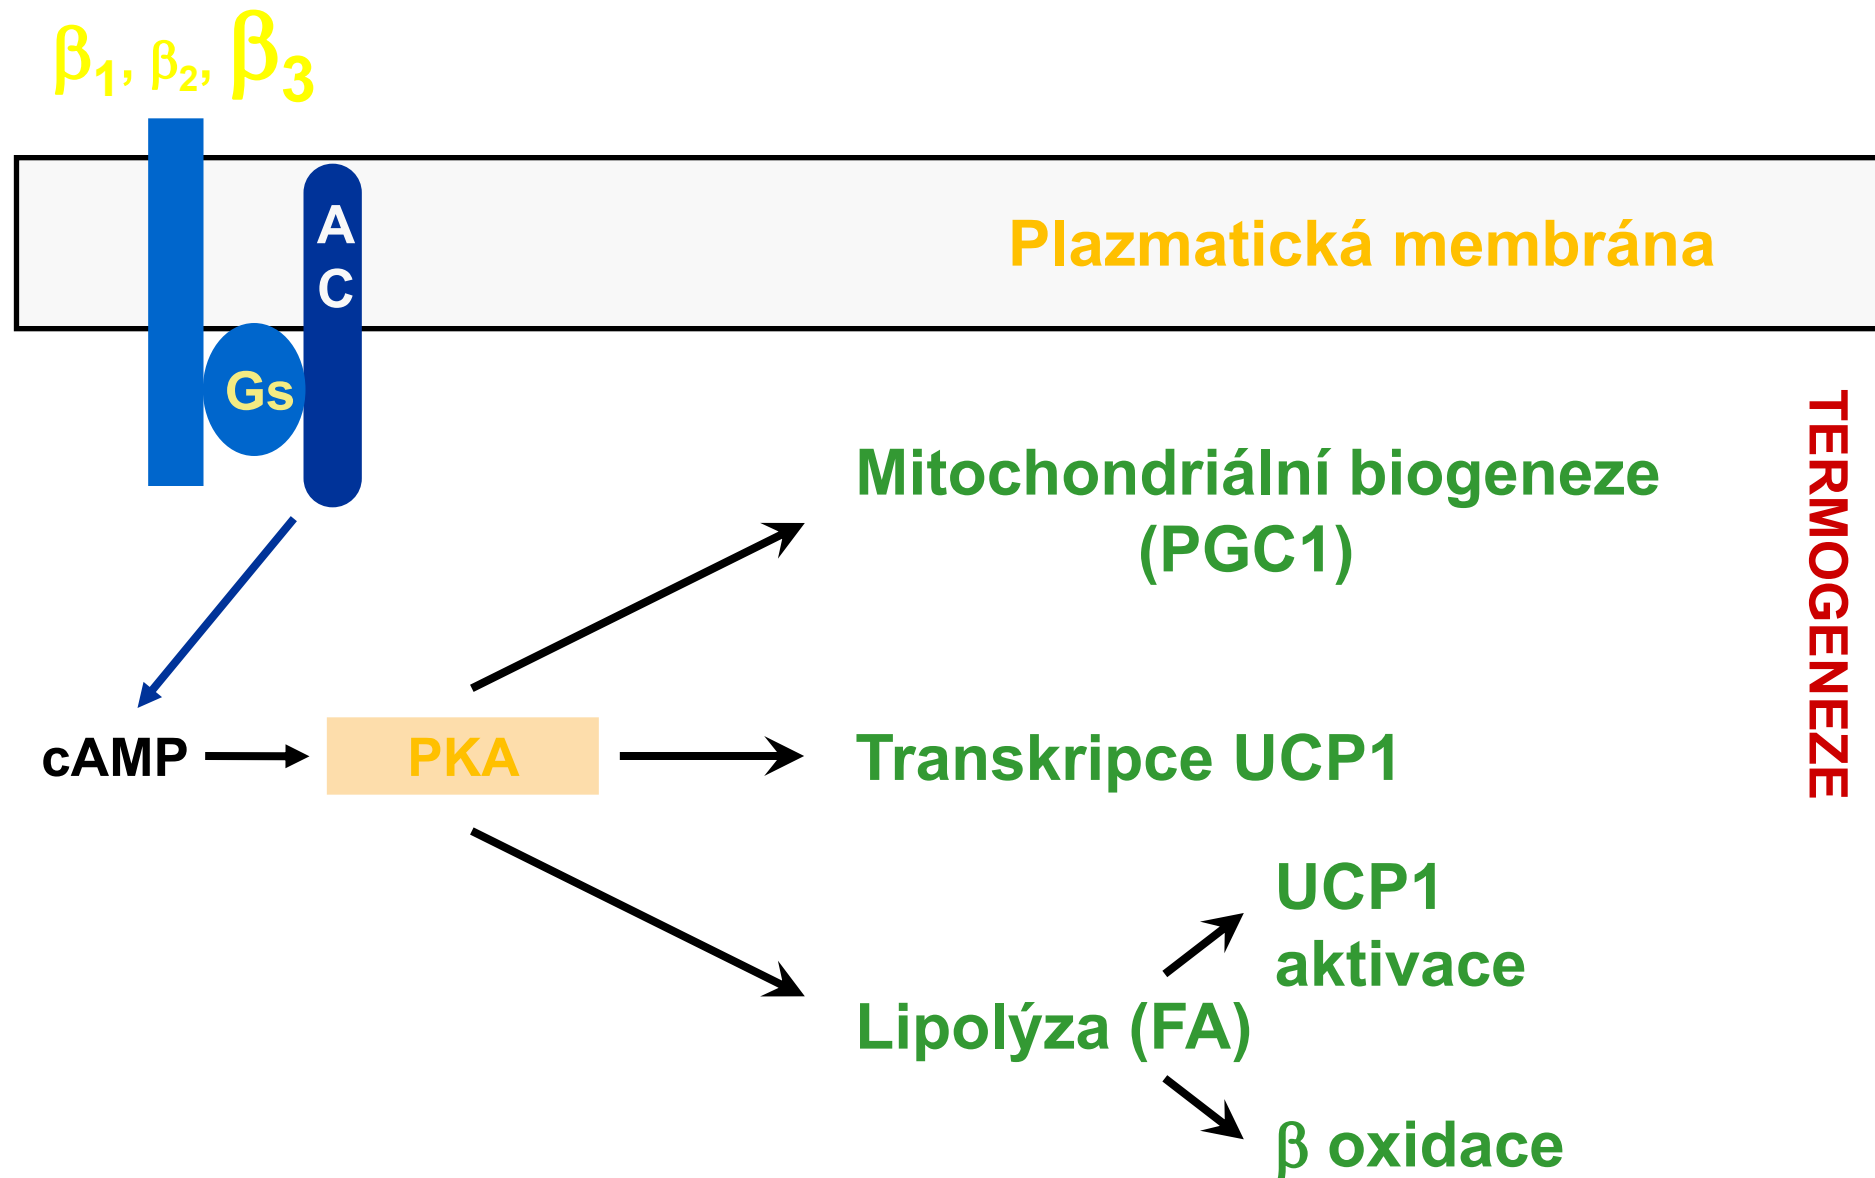 β1, β2, β3
A
C
Plazmatická membrána
Gs
TERMOGENEZE
Mitochondriální biogeneze
(PGC1)
cAMP
PKA
Transkripce UCP1
UCP1
aktivace
Lipolýza (FA)
β oxidace